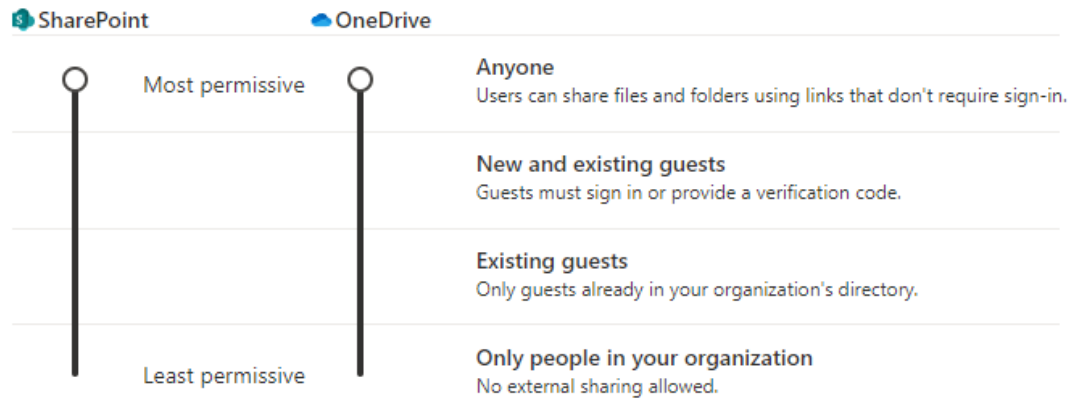 SharePoint
OneDrive
Most permissive
Anyone
Users can share files and folders using links that don't require sign-in.
New and existing guests
Guests must sign in or provide a verification code.
Existing guests
Only guests already in your organization's directory.
Least permissive
Only people in your organization
No external sharing allowed.